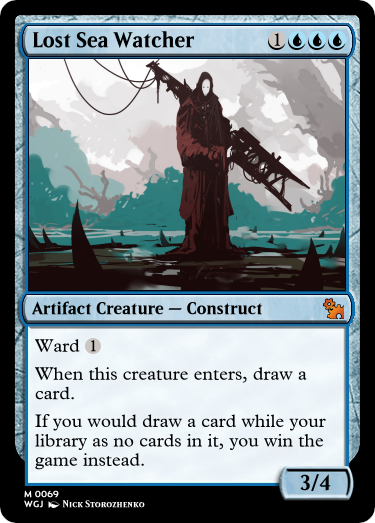 Lost Sea Watcher 1
Artifact Creature — Construct
Ward 1
When this creature enters, draw a
card.
If you would draw a card while your
library as no cards in it, you win the
game instead.
3/4
M 0069
WGJ Nick Storozhenko